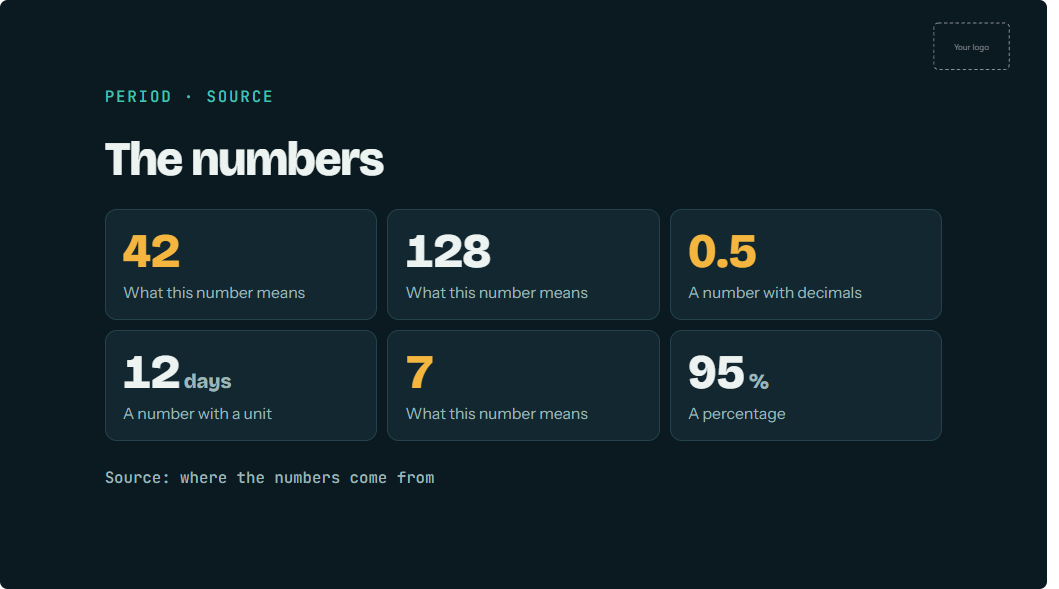 Your logo
PERIOD · SOURCE
The numbers
42
What this number means
128
What this number means
0.5
A number with decimals
12 days
A number with a unit
7
What this number means
95 %
A percentage
Source: where the numbers come from